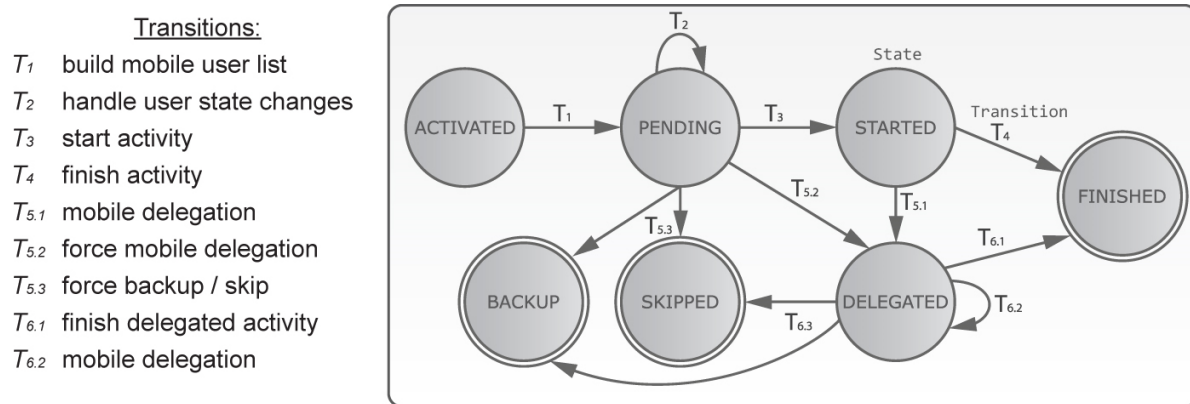 Transitions:
T1 build mobile user list
T2 handle user state changes
T3 start activity
T4 finish activity
T5.1 mobile delegation
T5.2 force mobile delegation
T5.3 force backup / skip
T6.1 finish delegated activity
T6.2 mobile delegation
T2
State
Transition
ACTIVATED
T1
PENDING
T3
STARTED
T4
FINISHED
T5.2
T5.1
T5.3
T6.1
BACKUP
SKIPPED
DELEGATED
T6.2
T6.3